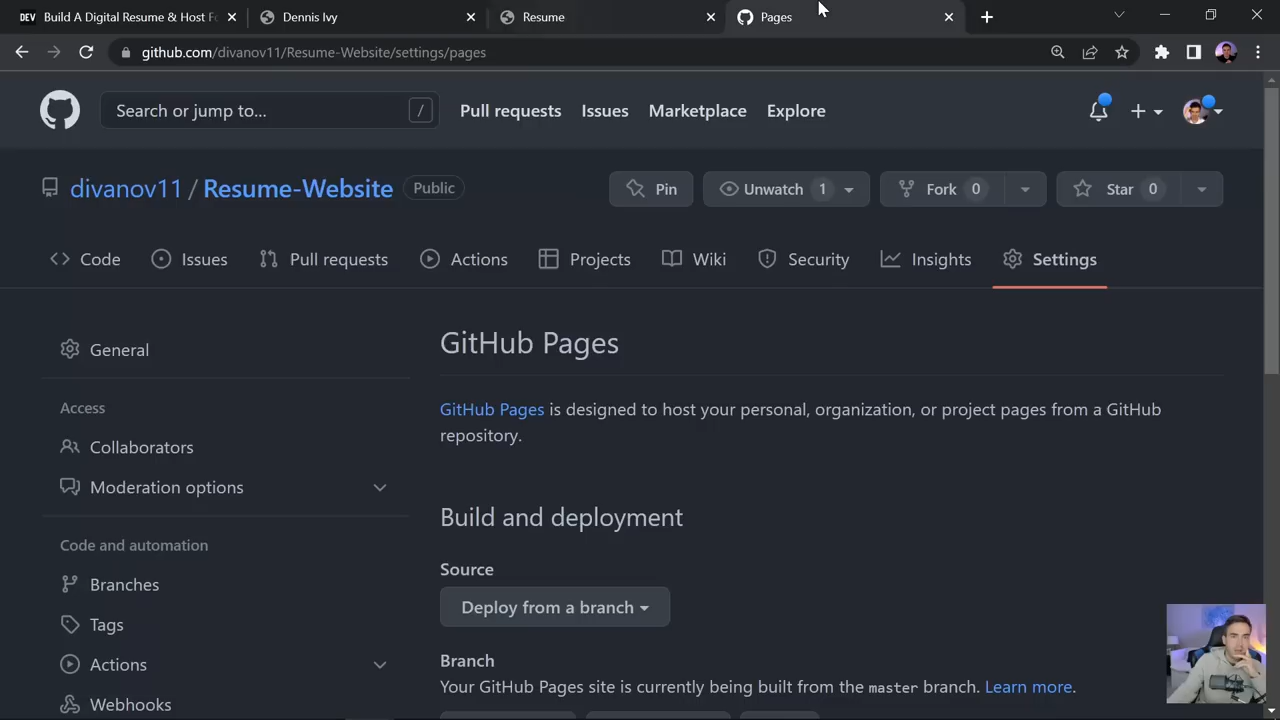 DEV Build A Digital Resume & Host F
Dennis Ivy
Resume
Pages
github.com/divanov11/Resume-Website/settings/pages
Search or jump to... /
Pull requests
Issues
Marketplace
Explore
divanov11 / Resume-Website Public
Pin
Unwatch 1
Fork 0
Star 0
Code
Issues
Pull requests
Actions
Projects
Wiki
Security
Insights
Settings
General
Access
Collaborators
Moderation options
Code and automation
Branches
Tags
Actions
Webhooks
GitHub Pages
GitHub Pages is designed to host your personal, organization, or project pages from a GitHub
repository.
Build and deployment
Source
Deploy from a branch
Branch
Your GitHub Pages site is currently being built from the master branch. Learn more.